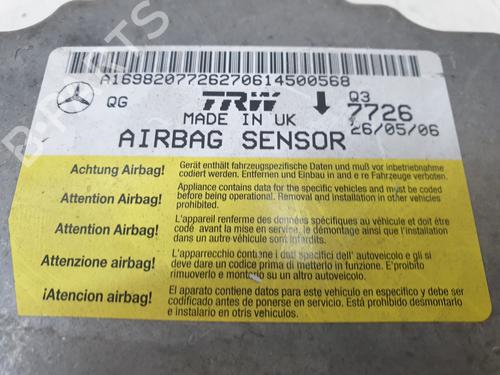 A1698207726270614500568
QG
TRW
Q3
MADE IN UK
7726
26/05/06
AIRBAG SENSOR
Achtung Airbag!
Gerät enthält fahrzeugspezifische Daten und muß vor inbetriebnahme
codiert werden. Entfernen und Einbau in and e re Fahrzeuge verboten.
Attention Airbag!
Appliance contains data for the specific vehicles and must be coded
before being operational. Removal and installation in other vehicles
prohibited.
Attention Airbag!
L'appareil renferme des données spécifiques au véhicule et doit être
codé avant la mise en service. le démontage ainsi que l'installation
dans un autre véhicule sont interdits.
Attenzione airbag!
L'apparecchio contiene i dati specifici dell' autoveicolo e gli si
deve dare un codice prima di metterlo in funzione. E'proibito
rimuoverlo e montarlo su un altro autoveicolo.
¡Atencion airbag!
El aparato contiene datos para este vehículo en específico y debe ser
codificado antes de ponerse en servicio. Está prohibido desmontarlo
e instalarlo en otros vehículos.